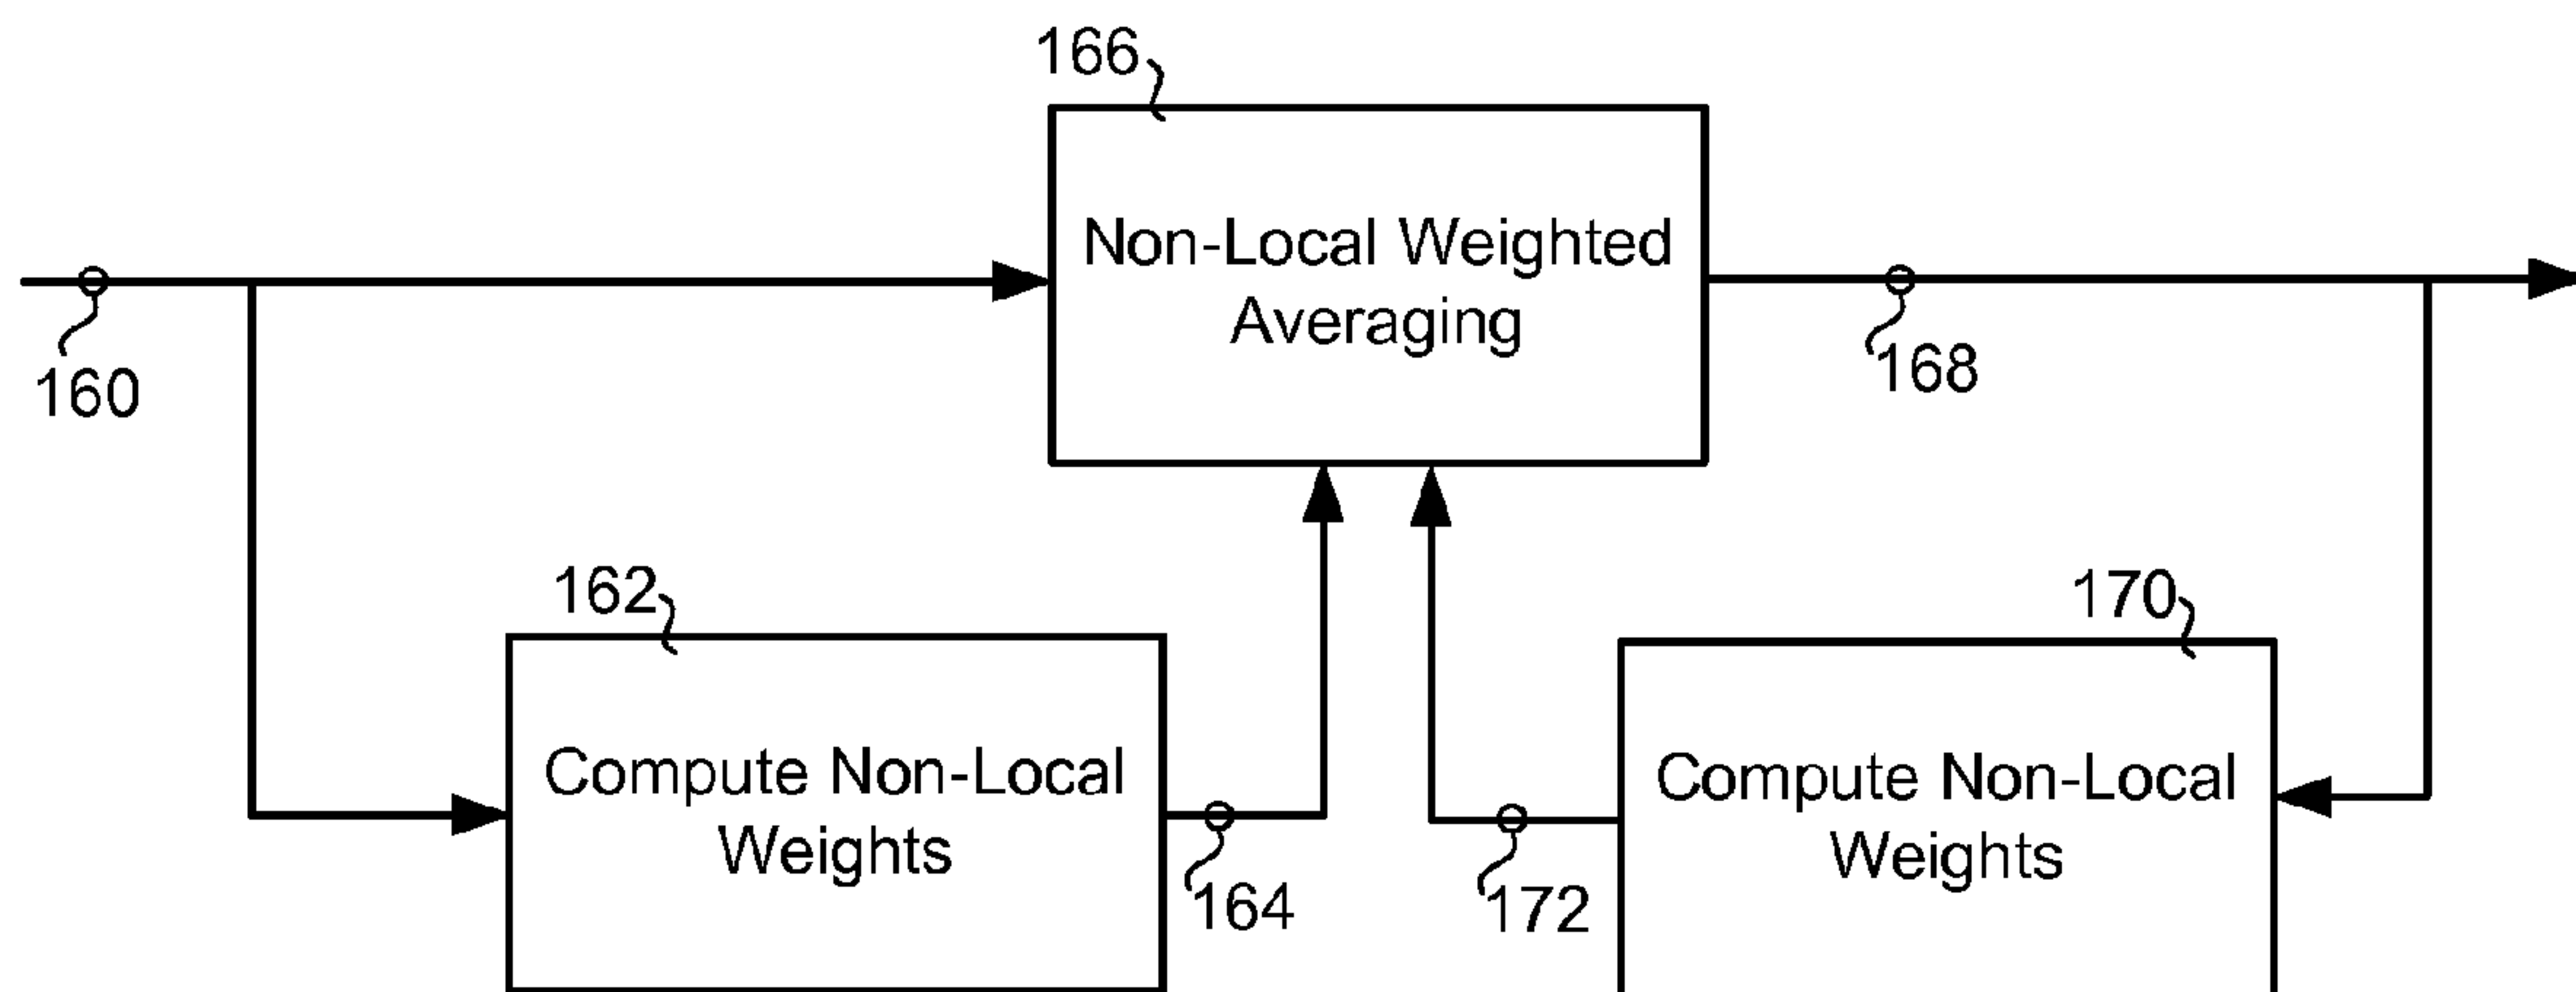 166
Non-Local Weighted
Averaging
160
168
162
170
Compute Non-Local
Weights
Compute Non-Local
Weights
164
172